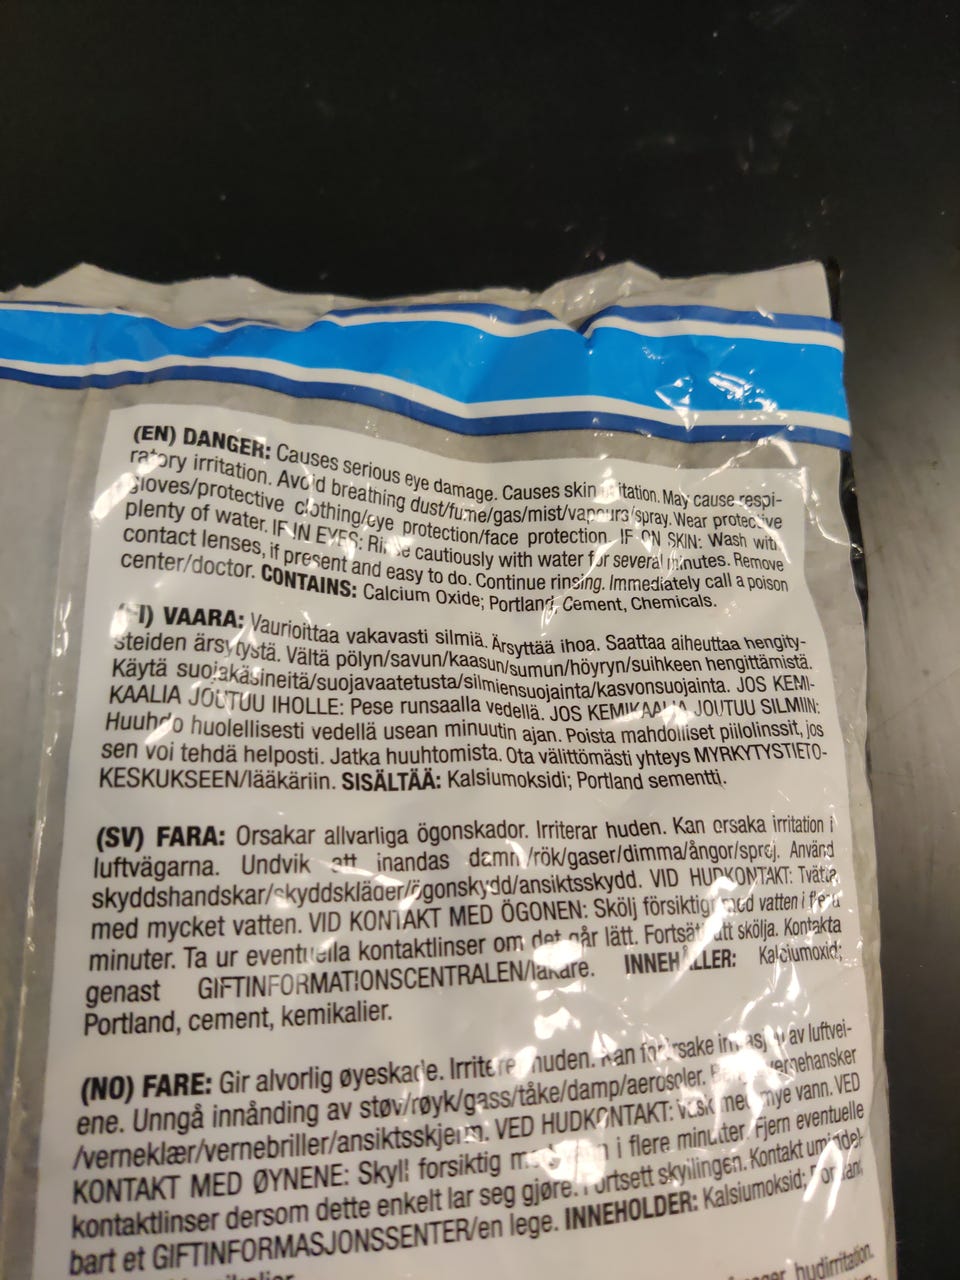 (EN) DANGER: Causes serious eye damage. Causes skin irritation. May cause respi-
ratory irritation. Avoid breathing dust/fume/gas/mist/vapours/spray. Wear protective
gloves/protective clothing/eye protection/face protection. IF ON SKIN: Wash with
plenty of water. IF IN EYES: Rinse cautiously with water for several minutes. Remove
contact lenses, if present and easy to do. Continue rinsing. Immediately call a poison
center/doctor. CONTAINS: Calcium Oxide; Portland, Cement, Chemicals.
(FI) VAARA: Vaurioittaa vakavasti silmiä. Ärsyttää ihoa. Saattaa aiheuttaa hengity-
steiden ärsytystä. Vältä pölyn/savun/kaasun/sumun/höyryn/suihkeen hengittämistä.
Käytä suojakäsineitä/suojavaatetusta/silmiensuojainta/kasvonsuojainta. JOS KEMI-
KAALIA JOUTUU IHOLLE: Pese runsaalla vedellä. JOS KEMIKAALIA JOUTUU SILMIIN:
Huuhdo huolellisesti vedellä usean minuutin ajan. Poista mahdolliset piilolinssit, jos
sen voi tehdä helposti. Jatka huuhtomista. Ota välittömästi yhteys MYRKYTYSTIETO-
KESKUKSEEN/lääkäriin. SISÄLTÄÄ: Kalsiumoksidi; Portland sementti.
(SV) FARA: Orsakar allvarliga ögonskador. Irriterar huden. Kan orsaka irritation i
luftvägarna. Undvik att inandas damm/rök/gaser/dimma/ångor/sprej. Använd
skyddshandskar/skyddskläder/ögonskydd/ansiktsskydd. VID HUDKONTAKT: Tvätta
med mycket vatten. VID KONTAKT MED ÖGONEN: Skölj försiktigt med vatten i flera
minuter. Ta ur eventuella kontaktlinser om det går lätt. Fortsätt att skölja. Kontakta
genast GIFTINFORMATIONSCENTRALEN/läkare. INNEHÅLLER: Kalciumoxid;
Portland, cement, kemikalier.
(NO) FARE: Gir alvorlig øyeskade. Irriterer huden. Kan forårsake irritasjon av luftvei-
ene. Unngå innånding av støv/røyk/gass/tåke/damp/aerosoler. vernehansker
/verneklær/vernebriller/ansiktsskjerm. VED HUDKONTAKT: Vask med mye vann. VED
KONTAKT MED ØYNENE: Skyll forsiktig med vann i flere minutter. Fjern eventuelle
kontaktlinser dersom dette enkelt lar seg gjøre. Fortsett skyllingen. Kontakt umiddel-
bart et GIFTINFORMASJONSSENTER/en lege. INNEHOLDER: Kalsiumoksid; Portland
hudirritation.